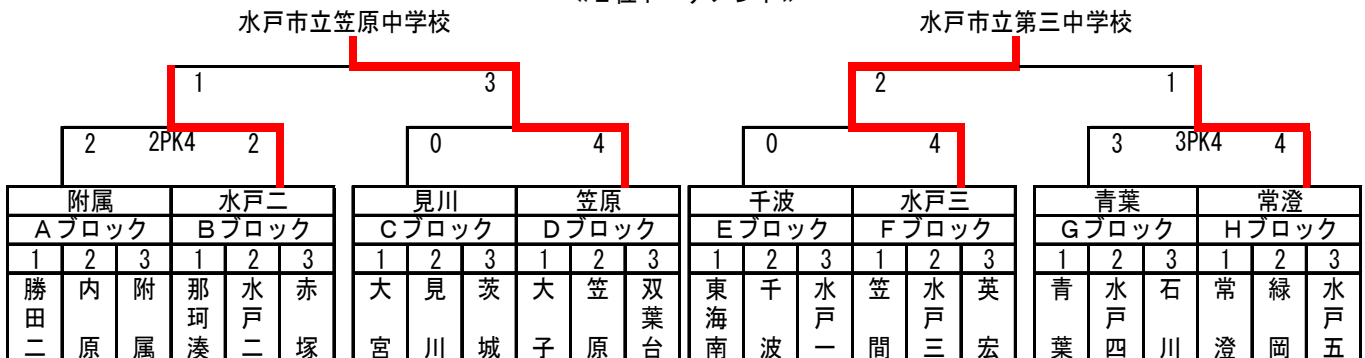 水戸市立笠原中学校 水戸市立第三中学校
1 3 2 1
2 2PK4 2 0 4 0 4 3 3PK4 4
附属 水戸二 見川 笠原 千波 水戸三 青葉 常澄
Aブロック Bブロック Cブロック Dブロック Eブロック Fブロック Gブロック Hブロック
1 2 3 1 2 3 1 2 3 1 2 3 1 2 3 1 2 3 1 2 3 1 2 3
勝田二 内原 附属 那珂湊 水戸二 赤塚 大宮 見川 茨城 大子 笠原 双葉台 東海南 千波 水戸一 笠間 水戸三 英宏 青葉 水戸四 石川 常澄 緑岡 水戸五